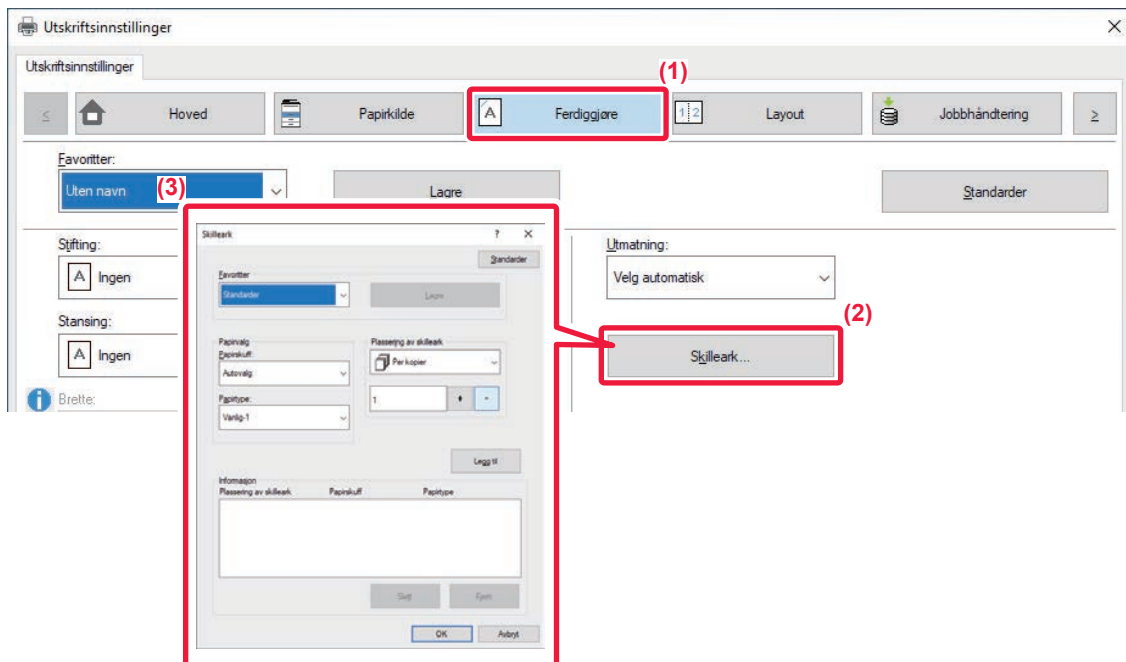 Utskriftsinnstillinger
Utskriftsinnstillinger
(1)
Hoved Papirkilde Ferdiggjøre Layout Jobbhåndtering
Favoritter:
Uten navn (3) Lagre Standarder
Stifting:
Ingen
Stansing:
Ingen
Brette:
Utmatning:
Velg automatisk
(2)
Skilleark...
Skilleark ? X
Standarder
Favoritter
Standarder Lagre
Papirvalg Plassering av skilleark
Papirskuff:
Autovalg Per kopier
Papirtype: 1 + -
Vanlig-1
Legg til
Informasjon
Plassering av skilleark Papirskuff Papirtype
Slett Fjern
OK Avbryt